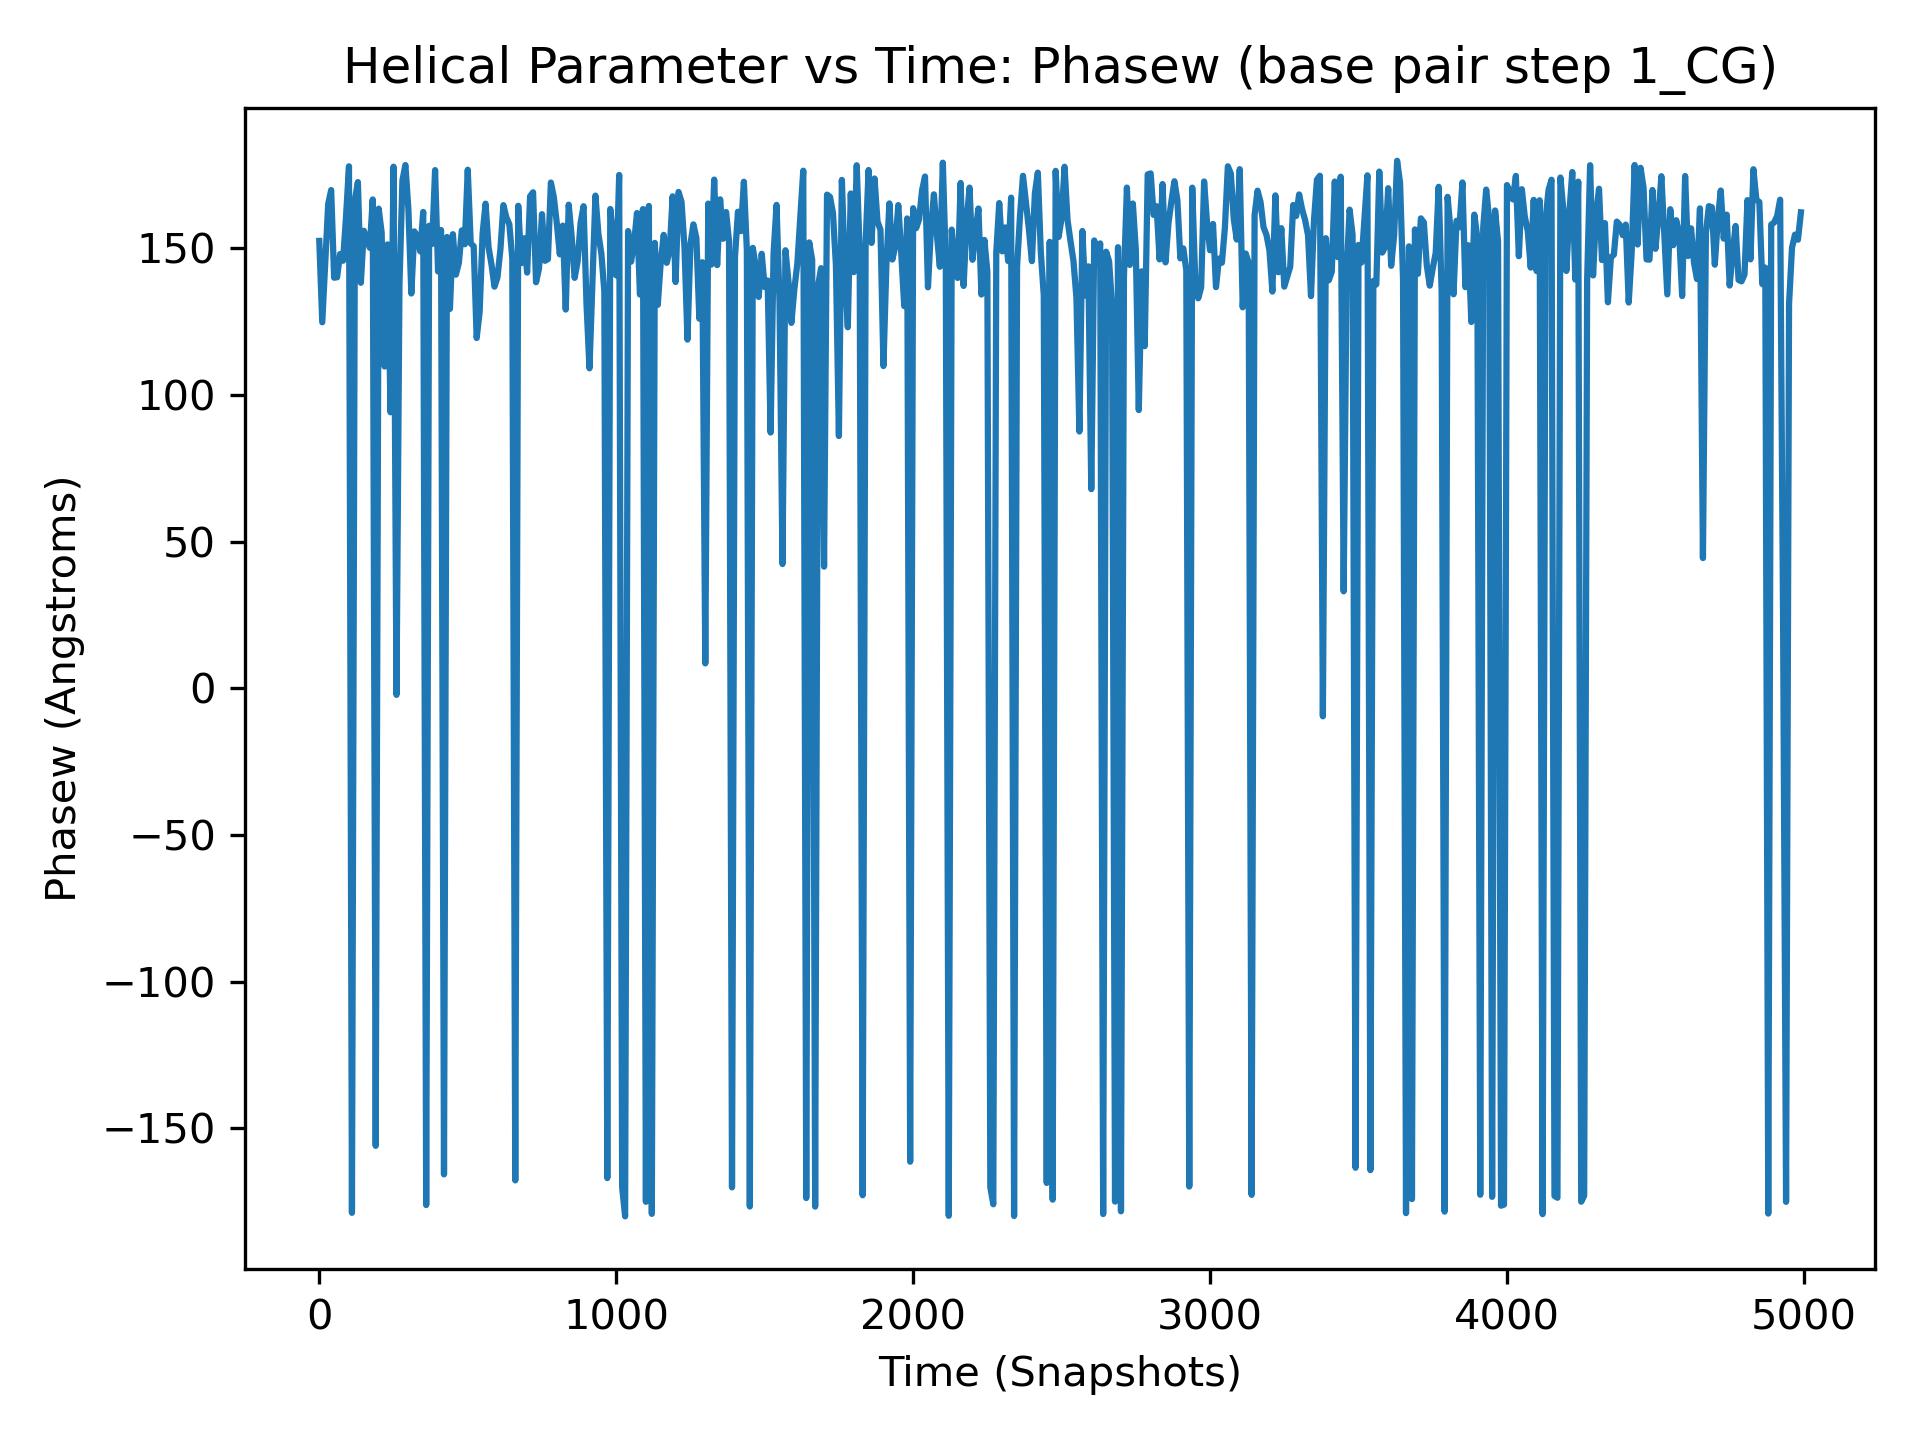 Helical Parameter vs Time: Phasew (base pair step 1_CG)
Phasew (Angstroms)
150
100
50
0
−50
−100
−150
0 1000 2000 3000 4000 5000
Time (Snapshots)